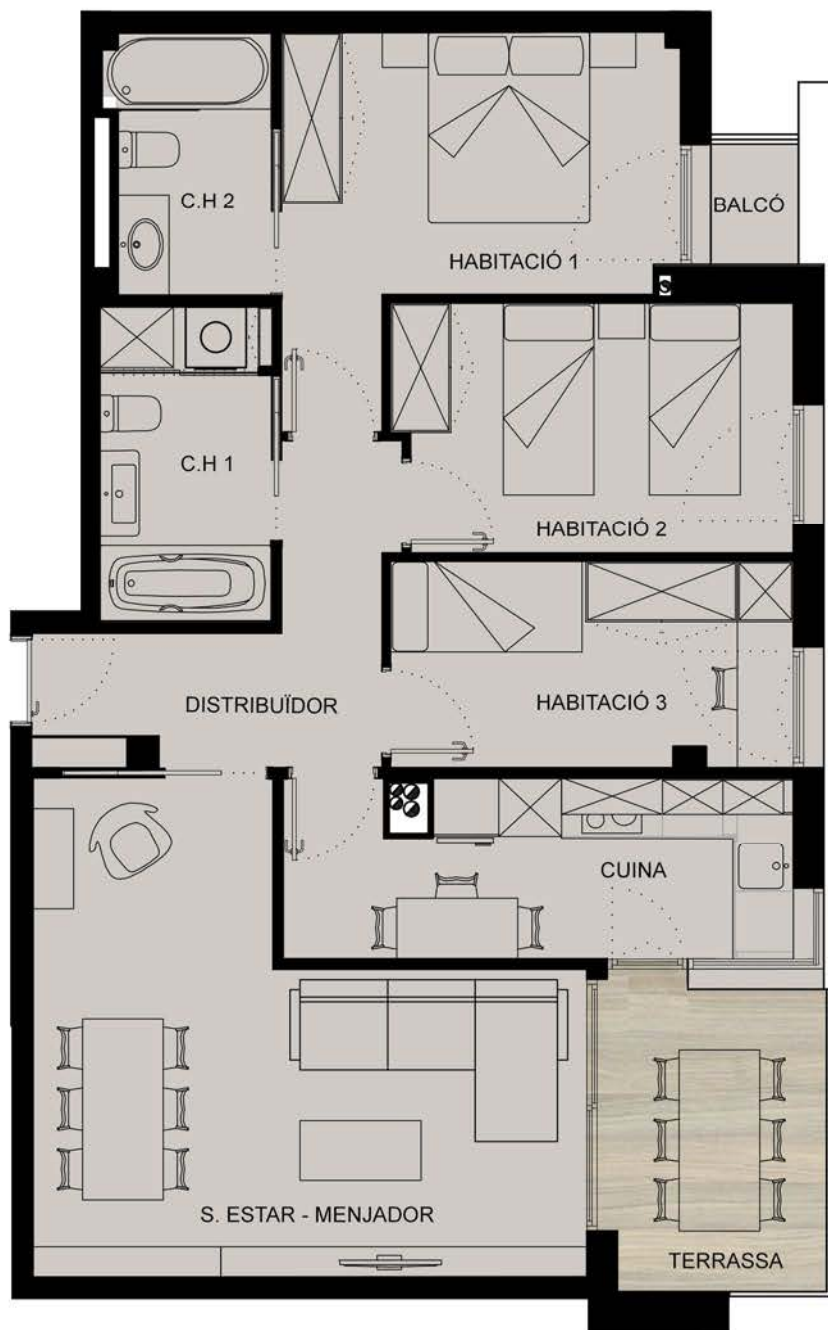 C.H 2
BALCÓ
HABITACIÓ 1
C.H 1
HABITACIÓ 2
DISTRIBUÏDOR
HABITACIÓ 3
CUINA
S. ESTAR - MENJADOR
TERRASSA